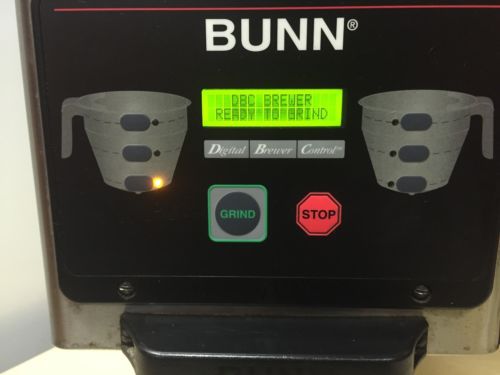 BUNN®
DBC BREWER
READY TO GRIND
Digital Brewer Control™
GRIND
STOP